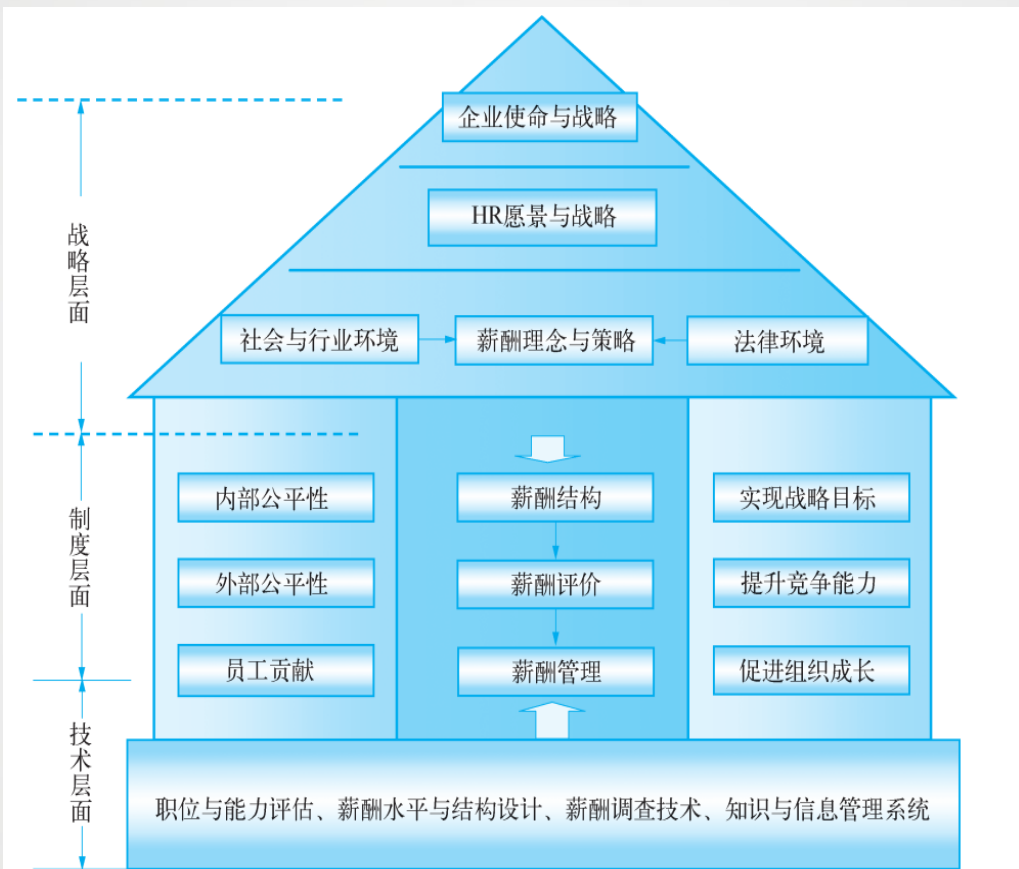 企业使命与战略
HR愿景与战略
战略层面
社会与行业环境
薪酬理念与策略
法律环境
制度层面
内部公平性
薪酬结构
实现战略目标
外部公平性
薪酬评价
提升竞争能力
员工贡献
薪酬管理
促进组织成长
技术层面
职位与能力评估、薪酬水平与结构设计、薪酬调查技术、知识与信息管理系统